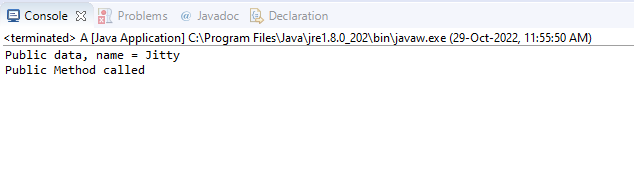 Console Problems @ Javadoc Declaration
<terminated> A [Java Application] C:\Program Files\Java\jre1.8.0_202\bin\javaw.exe (29-Oct-2022, 11:55:50 AM)
Public data, name = Jitty
Public Method called